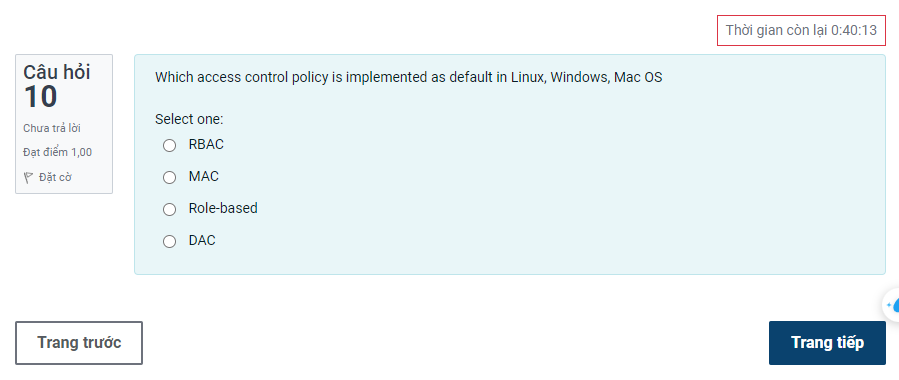 Thời gian còn lại 0:40:13
Câu hỏi
10
Chưa trả lời
Đạt điểm 1,00
Đặt cờ
Which access control policy is implemented as default in Linux, Windows, Mac OS
Select one:
RBAC
MAC
Role-based
DAC
Trang trước
Trang tiếp